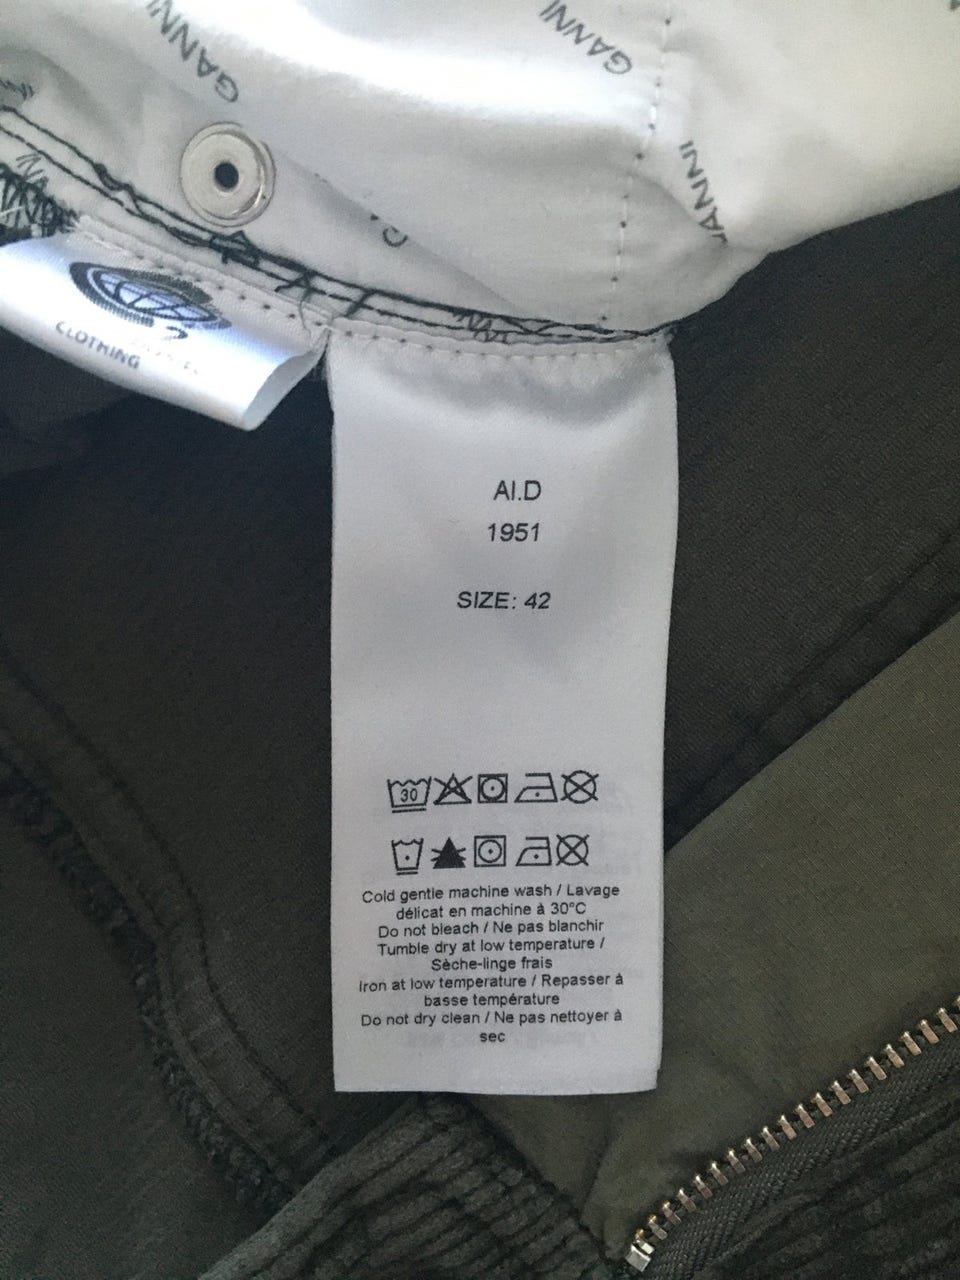 GANNI
GANNI
GANNI
G
CLOTHING
AI.D
1951
SIZE: 42
30
Cold gentle machine wash / Lavage
délicat en machine à 30°C
Do not bleach / Ne pas blanchir
Tumble dry at low temperature /
Sèche-linge frais
Iron at low temperature / Repasser à
basse température
Do not dry clean / Ne pas nettoyer à
sec